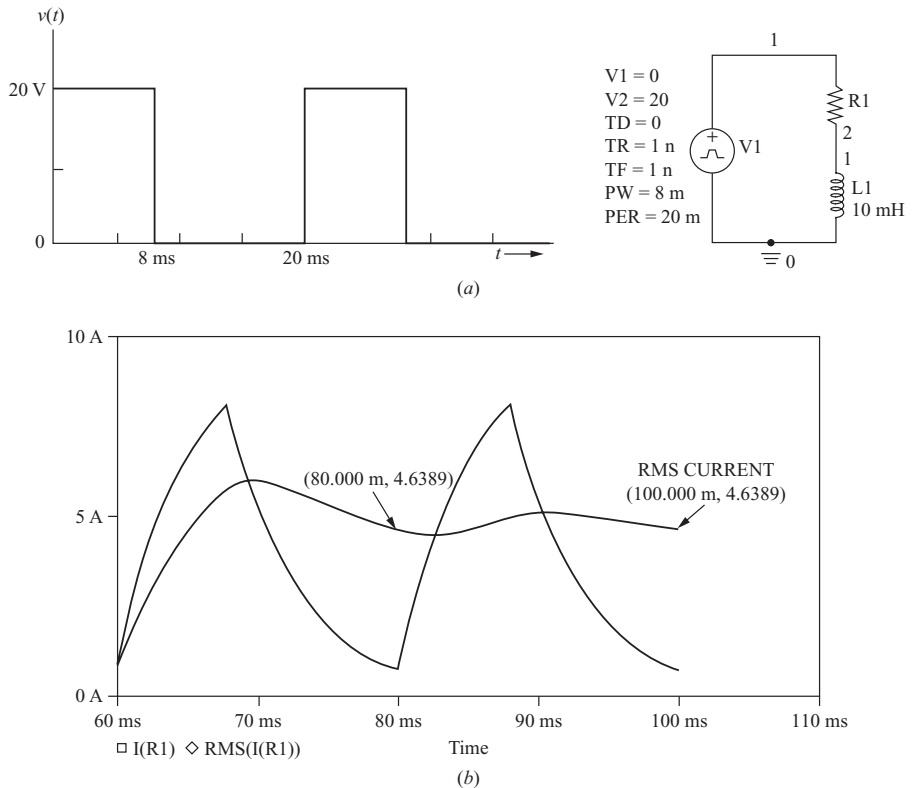 v(t)
20 V
0
8 ms
20 ms
t
V1 = 0
V2 = 20
TD = 0
TR = 1 n
TF = 1 n
PW = 8 m
PER = 20 m
1
+
V1
R1
2
1
L1
10 mH
0
(a)
10 A
5 A
0 A
(80.000 m, 4.6389)
RMS CURRENT
(100.000 m, 4.6389)
60 ms
70 ms
80 ms
90 ms
100 ms
110 ms
I(R1)
RMS(I(R1))
Time
(b)